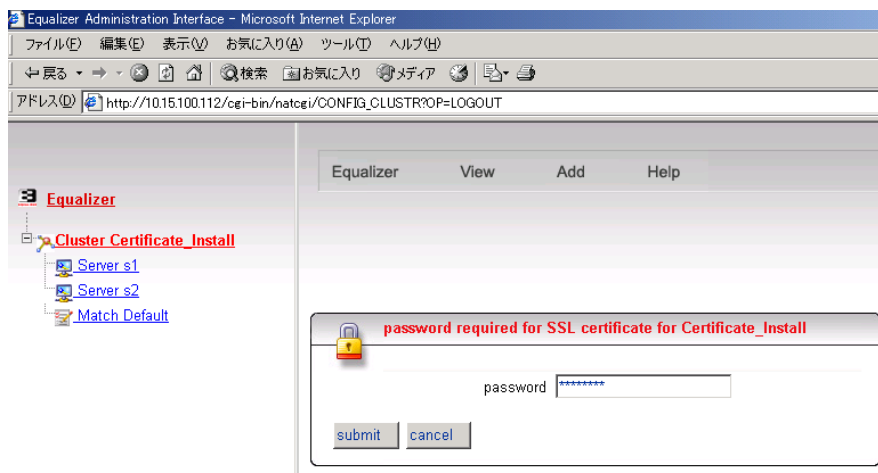 Equalizer Administration Interface - Microsoft Internet Explorer
ファイル(F) 編集(E) 表示(V) お気に入り(A) ツール(T) ヘルプ(H)
戻る 検索 お気に入り メディア
アドレス(D) http://10.15.100.112/cgi-bin/natcgi/CONFIG_CLUSTR?OP=LOGOUT
Equalizer View Add Help
Equalizer
Cluster Certificate_Install
Server s1
Server s2
Match Default
password required for SSL certificate for Certificate_Install
password ********
submit cancel